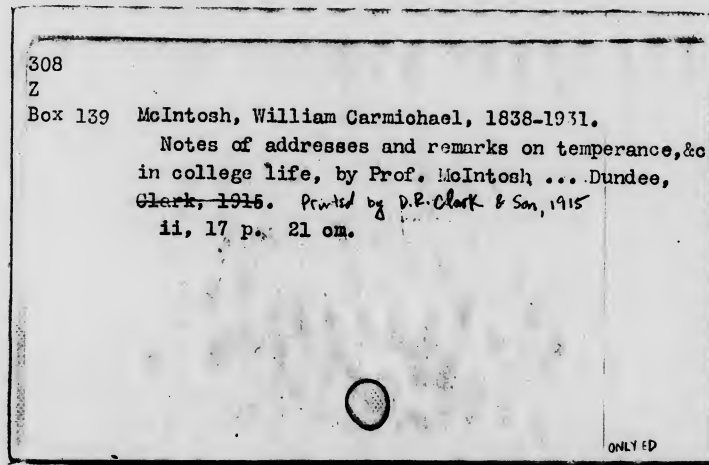 308
Z
Box 139 McIntosh, William Carmichael, 1838-1931.
Notes of addresses and remarks on temperance,&c
in college life, by Prof. McIntosh ... Dundee,
Clark, 1915. Printed by D.R. Clark & Son, 1915
ii, 17 p. 21 cm.
ONLY ED